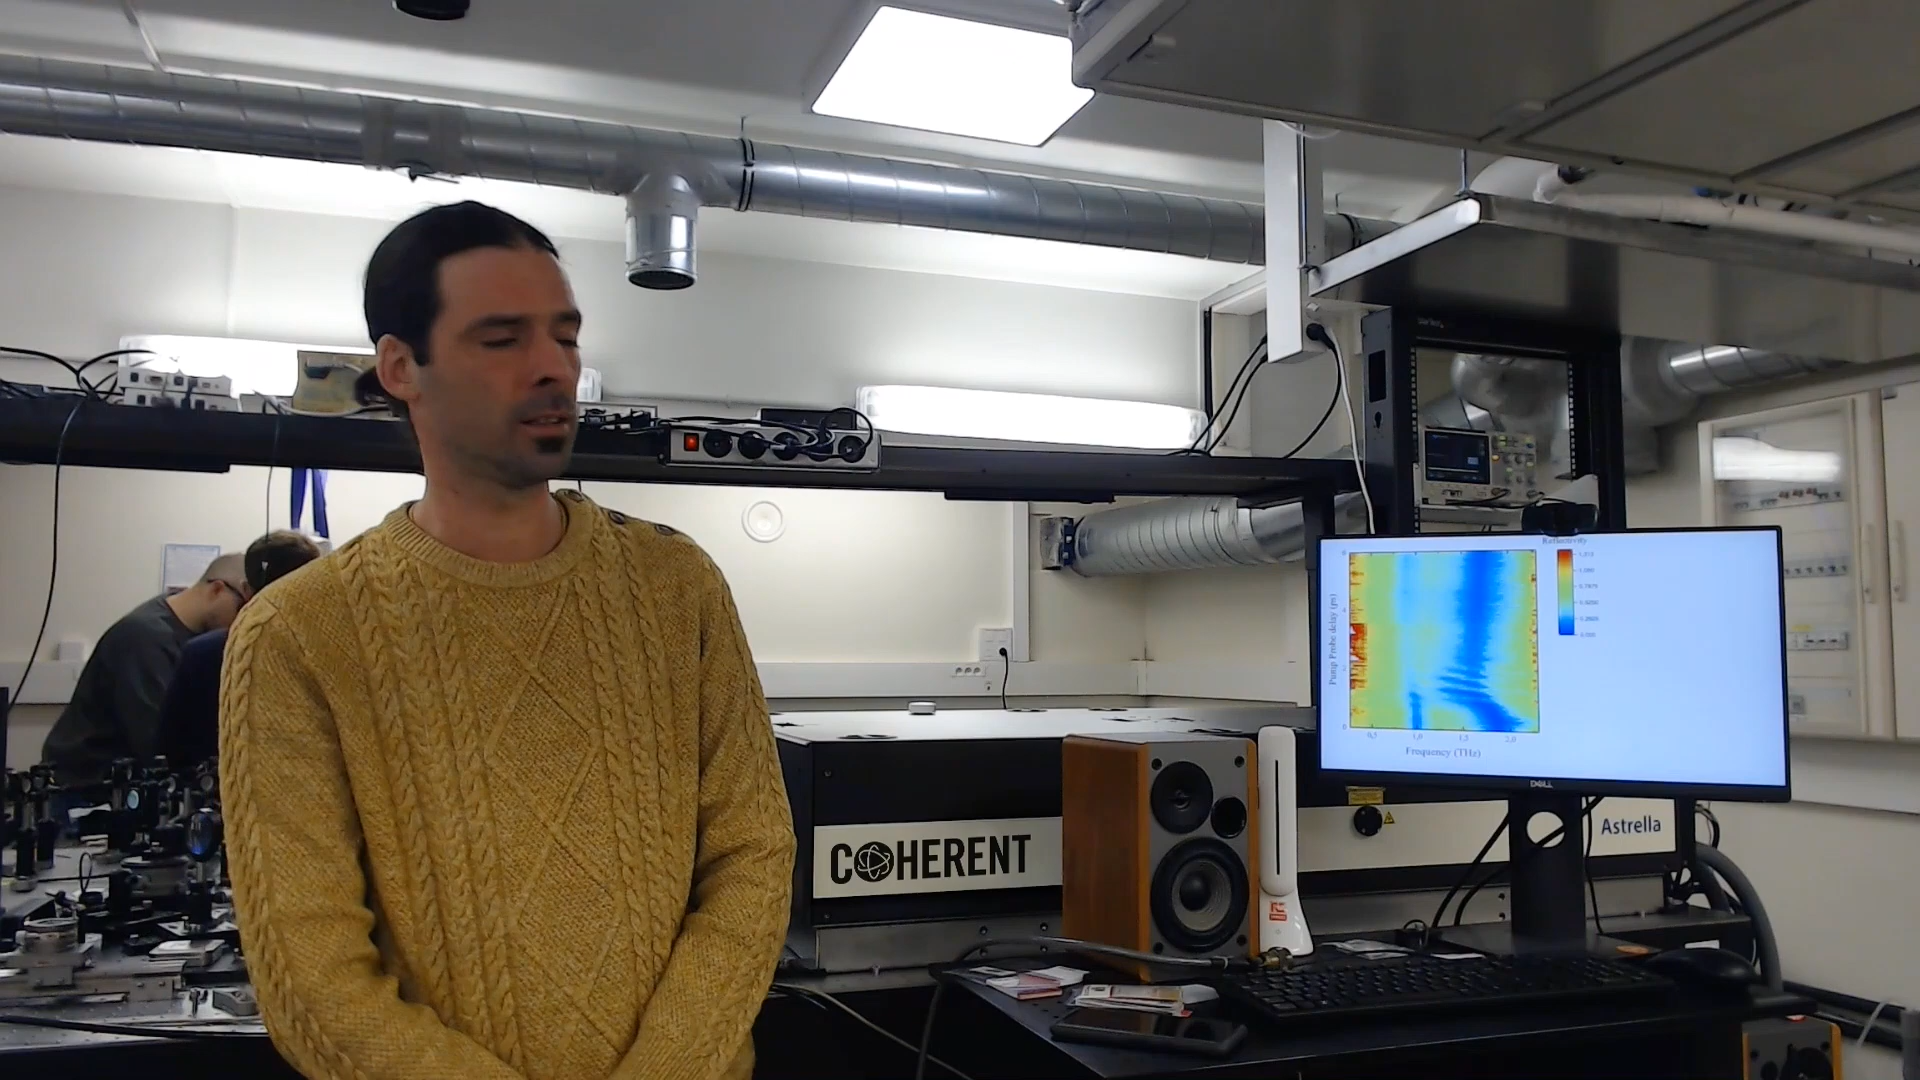 Reflectivity
Pump Probe delay (ps)
0,5 1,0 1,5 2,0
Frequency (THz)
DELL
Astrella
COHERENT